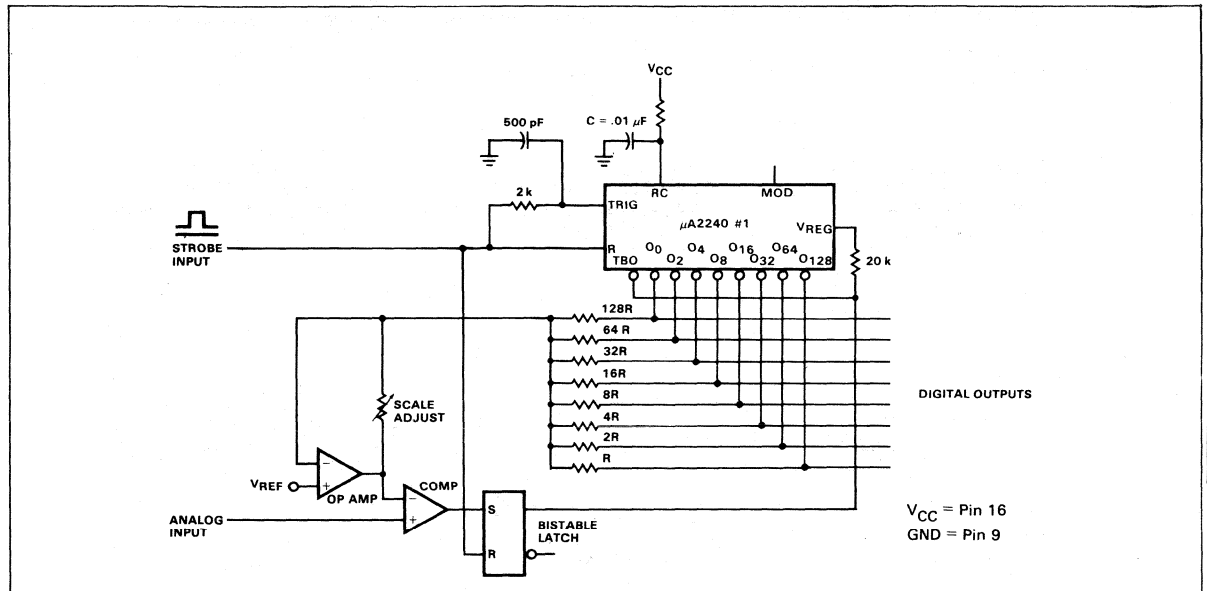 VCC
500 pF
C = .01 μF
2 k
RC
MOD
TRIG
μA2240 #1
VREG
STROBE
INPUT
R
TBO O0 O2 O4 O8 O16 O32 O64 O128
20 k
128R
64 R
32R
16R
8R
4R
2R
R
DIGITAL OUTPUTS
SCALE
ADJUST
VREF
OP AMP
COMP
ANALOG
INPUT
S
R
BISTABLE
LATCH
VCC = Pin 16
GND = Pin 9